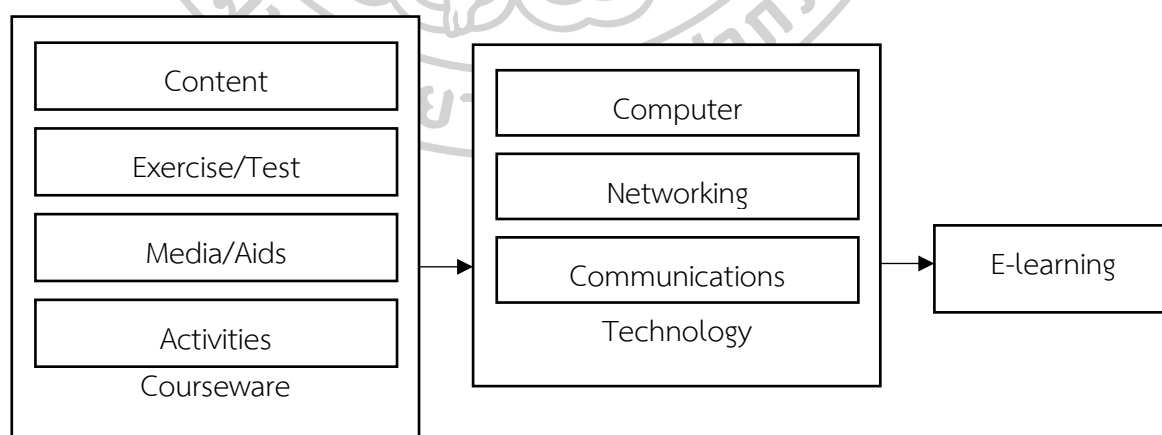 Content
Exercise/Test
Media/Aids
Activities
Courseware
Computer
Networking
Communications
Technology
E-learning